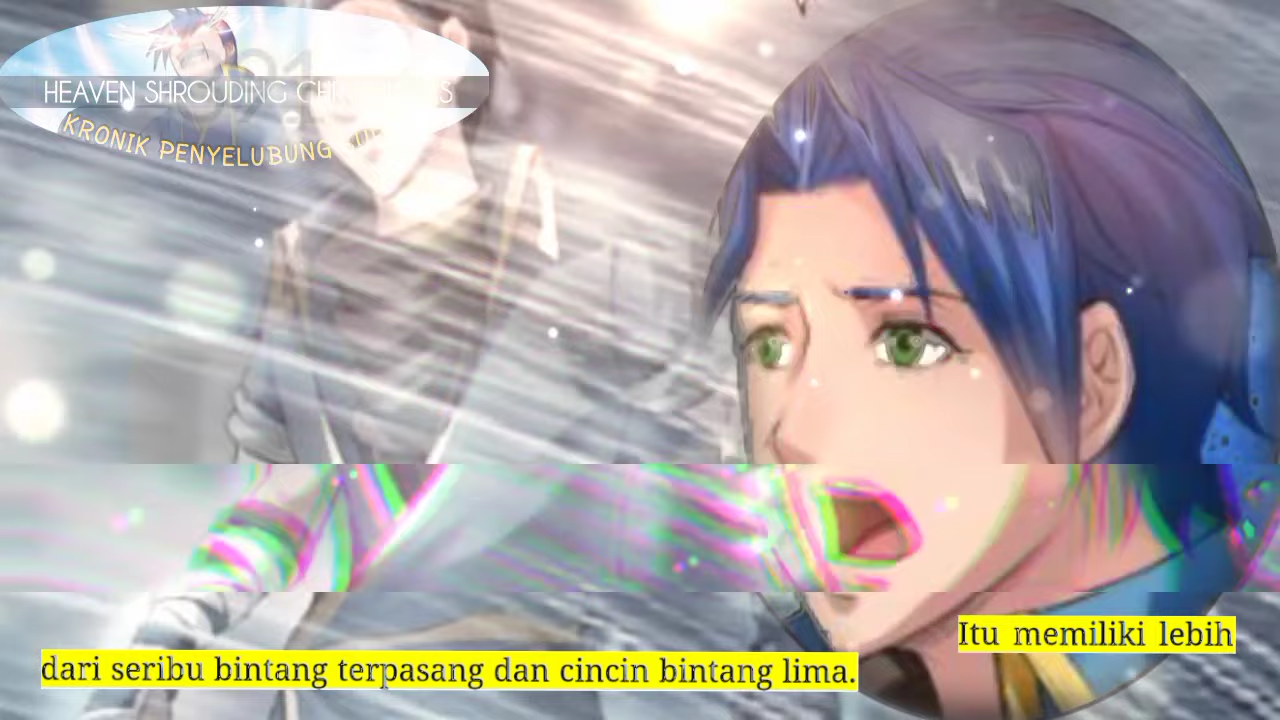 HEAVEN SHROUDING
KRONIK PENYELUBUNG
Itu memiliki lebih
dari seribu bintang terpasang dan cincin bintang lima.